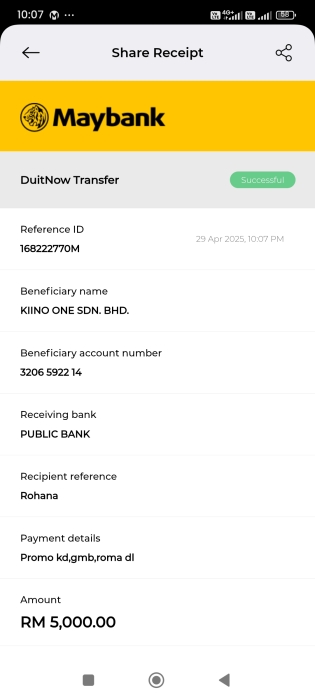 10:07
Share Receipt
Maybank
DuitNow Transfer
Successful
Reference ID
168222770M
29 Apr 2025, 10:07 PM
Beneficiary name
KIINO ONE SDN. BHD.
Beneficiary account number
3206 5922 14
Receiving bank
PUBLIC BANK
Recipient reference
Rohana
Payment details
Promo kd,gmb,roma dl
Amount
RM 5,000.00